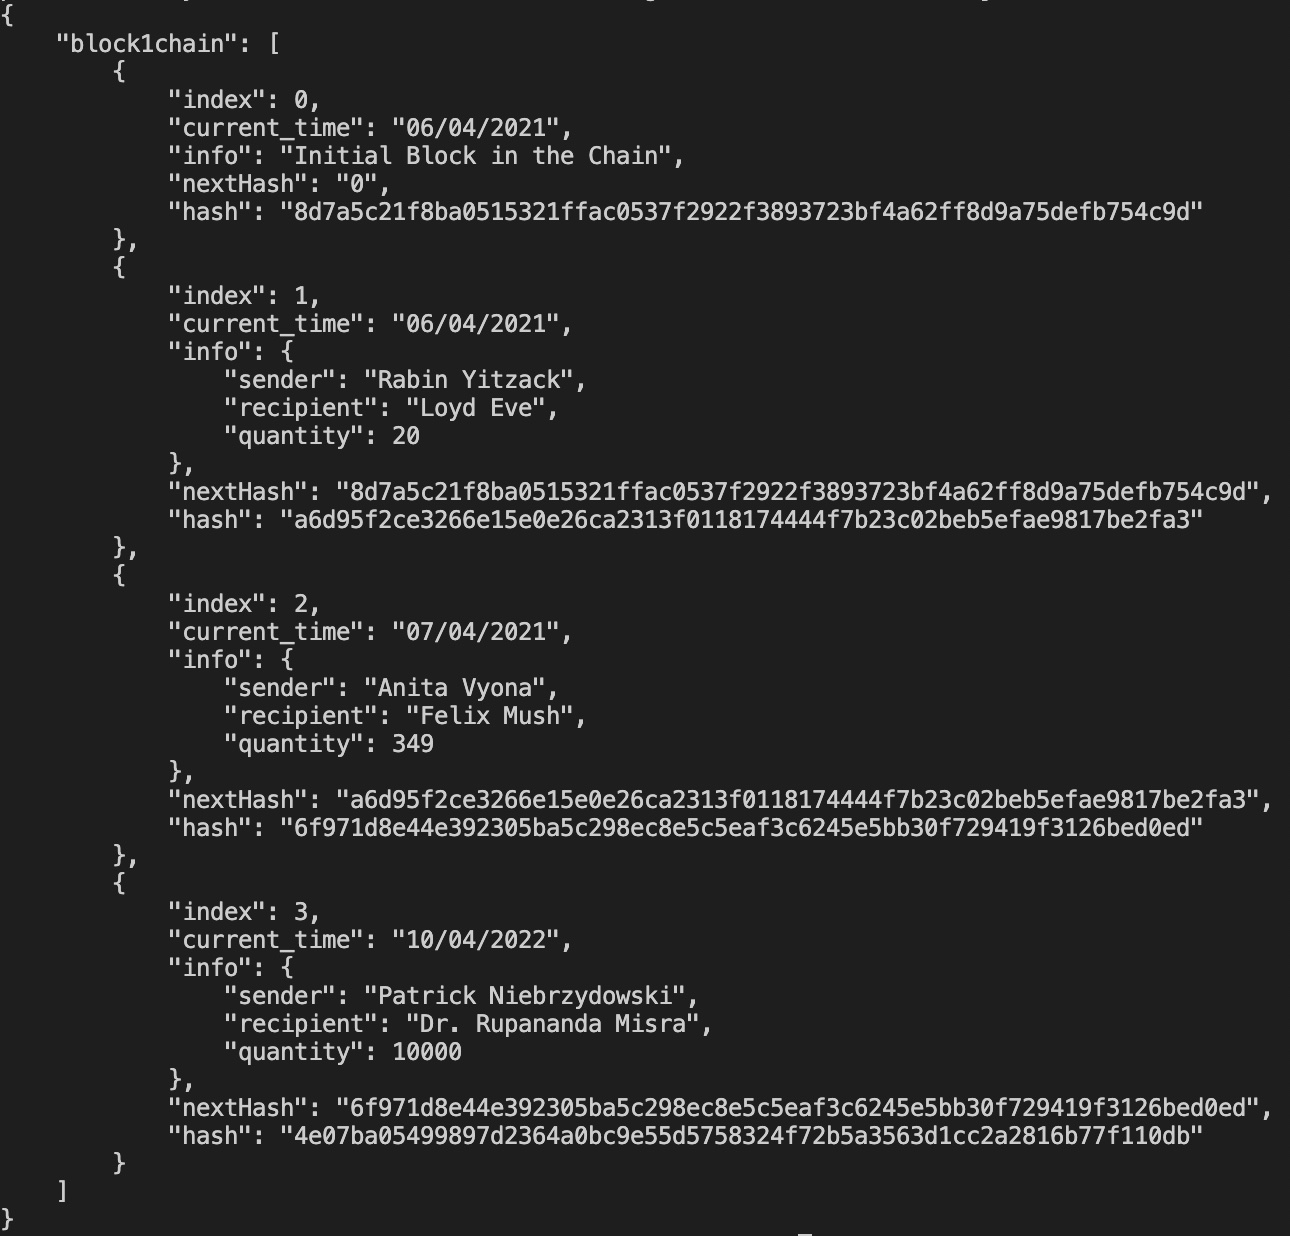 {
    "block1chain": [
        {
            "index": 0,
            "current_time": "06/04/2021",
            "info": "Initial Block in the Chain",
            "nextHash": "0",
            "hash": "8d7a5c21f8ba0515321ffac0537f2922f3893723bf4a62ff8d9a75defb754c9d"
        },
        {
            "index": 1,
            "current_time": "06/04/2021",
            "info": {
                "sender": "Rabin Yitzack",
                "recipient": "Loyd Eve",
                "quantity": 20
            },
            "nextHash": "8d7a5c21f8ba0515321ffac0537f2922f3893723bf4a62ff8d9a75defb754c9d",
            "hash": "a6d95f2ce3266e15e0e26ca2313f0118174444f7b23c02beb5efae9817be2fa3"
        },
        {
            "index": 2,
            "current_time": "07/04/2021",
            "info": {
                "sender": "Anita Vyona",
                "recipient": "Felix Mush",
                "quantity": 349
            },
            "nextHash": "a6d95f2ce3266e15e0e26ca2313f0118174444f7b23c02beb5efae9817be2fa3",
            "hash": "6f971d8e44e392305ba5c298ec8e5c5eaf3c6245e5bb30f729419f3126bed0ed"
        },
        {
            "index": 3,
            "current_time": "10/04/2022",
            "info": {
                "sender": "Patrick Niebrzydowski",
                "recipient": "Dr. Rupananda Misra",
                "quantity": 10000
            },
            "nextHash": "6f971d8e44e392305ba5c298ec8e5c5eaf3c6245e5bb30f729419f3126bed0ed",
            "hash": "4e07ba05499897d2364a0bc9e55d5758324f72b5a3563d1cc2a2816b77f110db"
        }
    ]
}